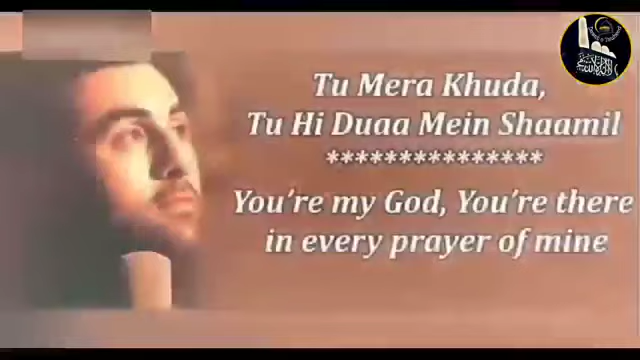 Tu Mera Khuda,
Tu Hi Duaa Mein Shaamil
***************
You're my God, You're there
in every prayer of mine